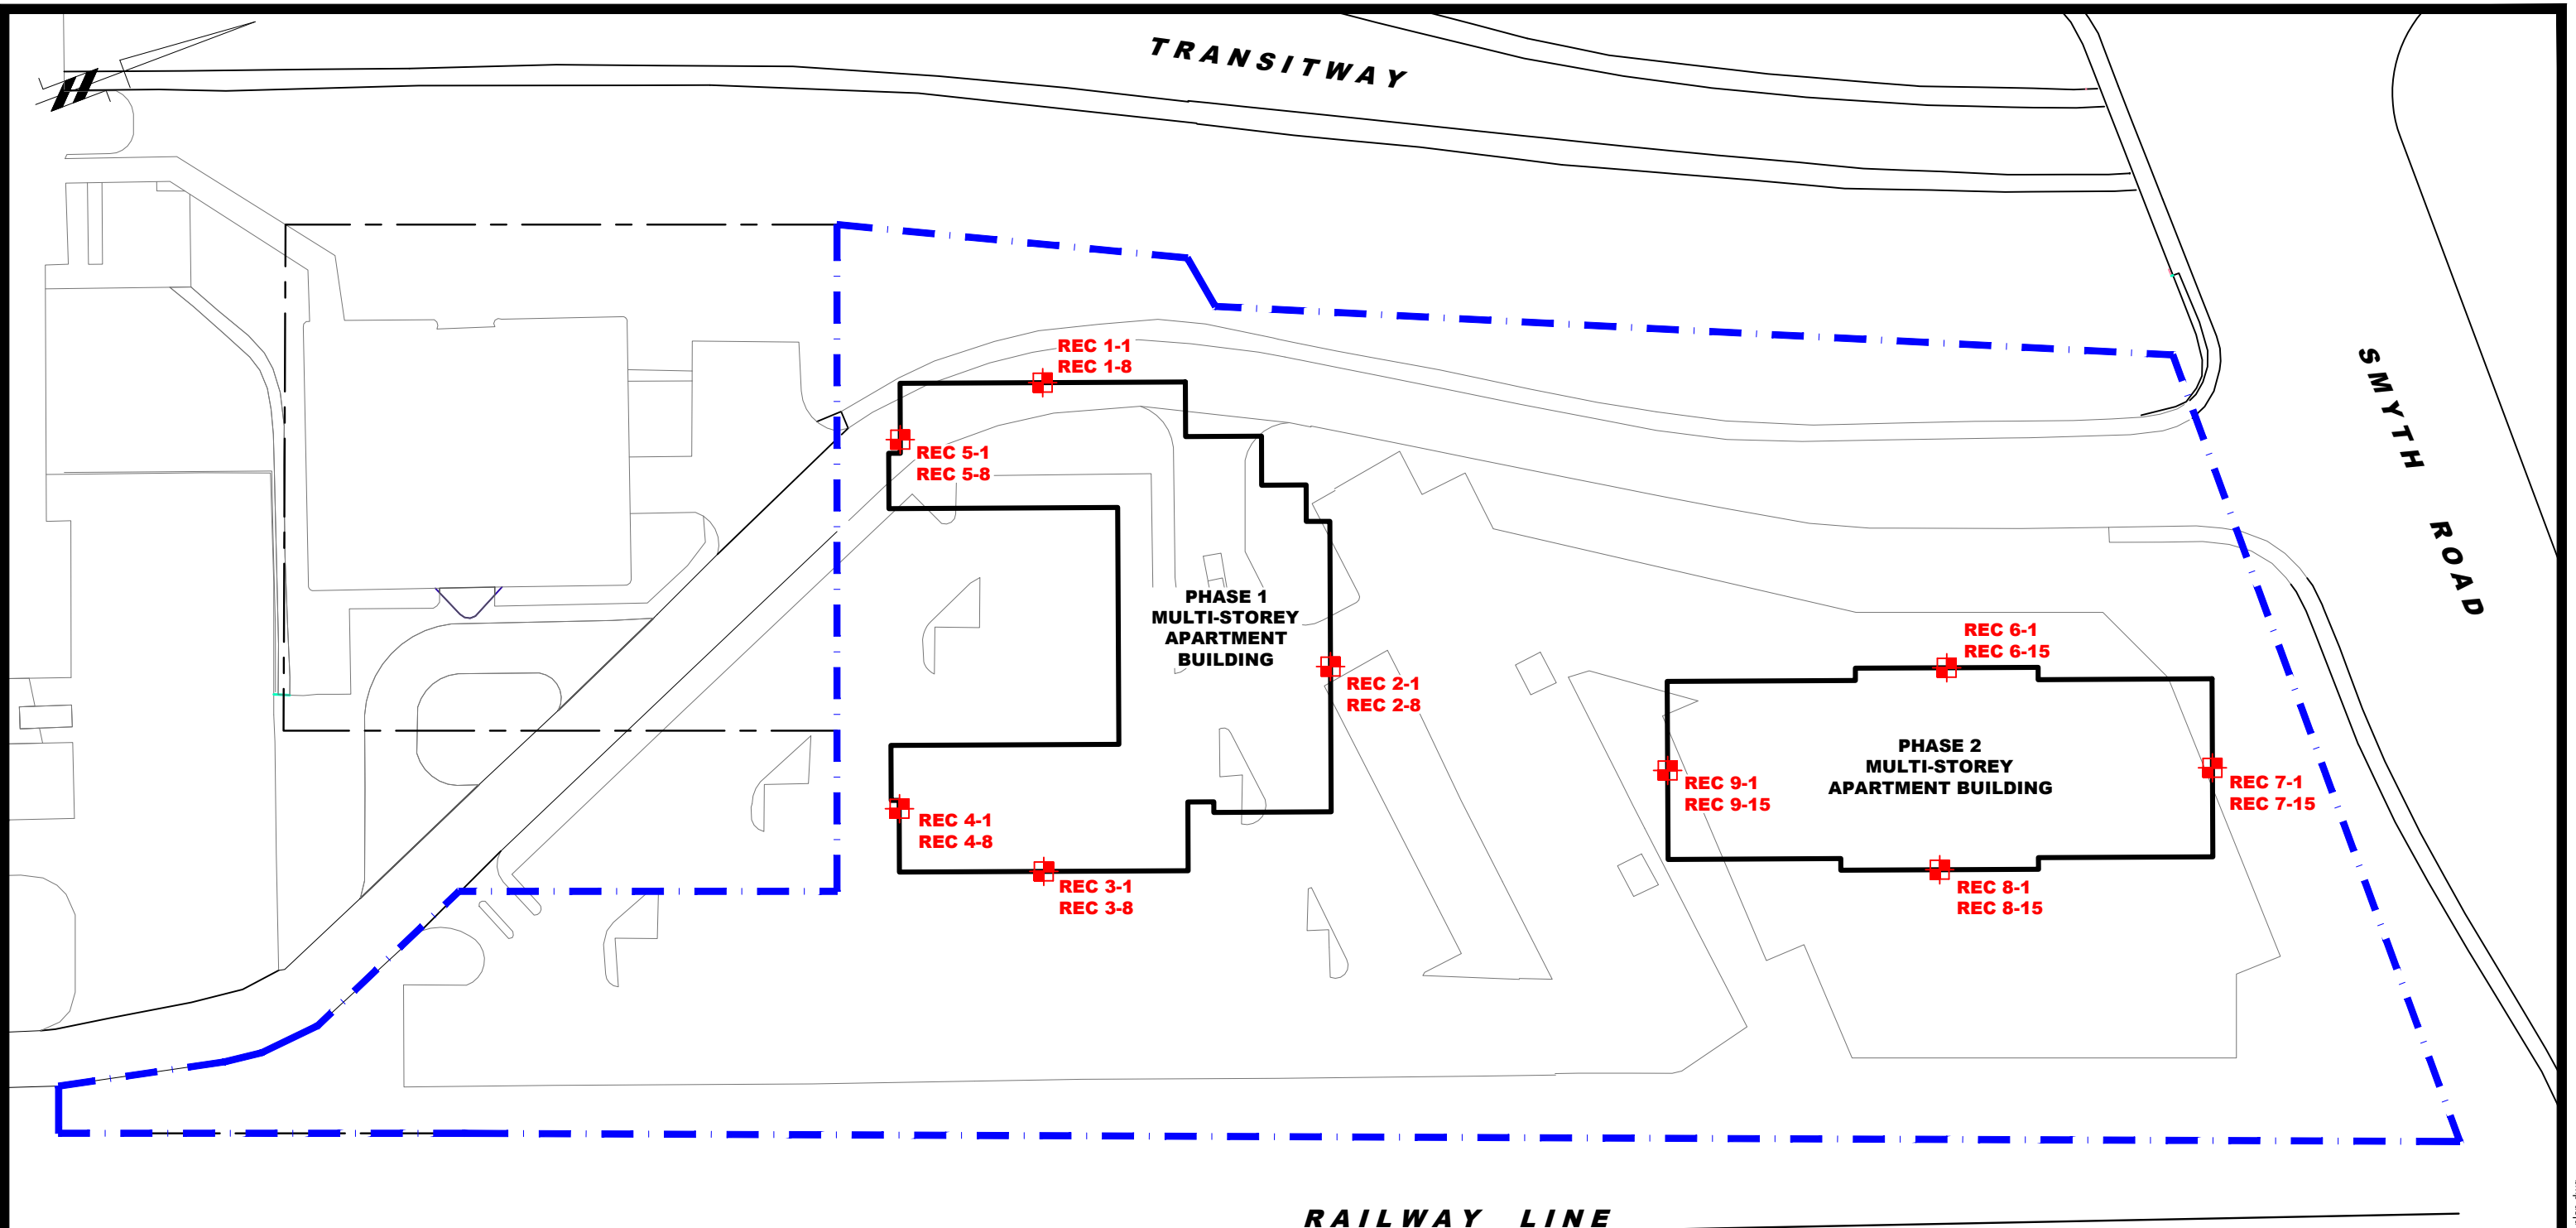 TRANSITWAY
REC 1-1
REC 1-8
SMYTH ROAD
REC 5-1
REC 5-8
PHASE 1
MULTI-STOREY
APARTMENT
BUILDING
REC 2-1
REC 2-8
REC 6-1
REC 6-15
PHASE 2
MULTI-STOREY
APARTMENT BUILDING
REC 9-1
REC 9-15
REC 7-1
REC 7-15
REC 4-1
REC 4-8
REC 3-1
REC 3-8
REC 8-1
REC 8-15
RAILWAY LINE